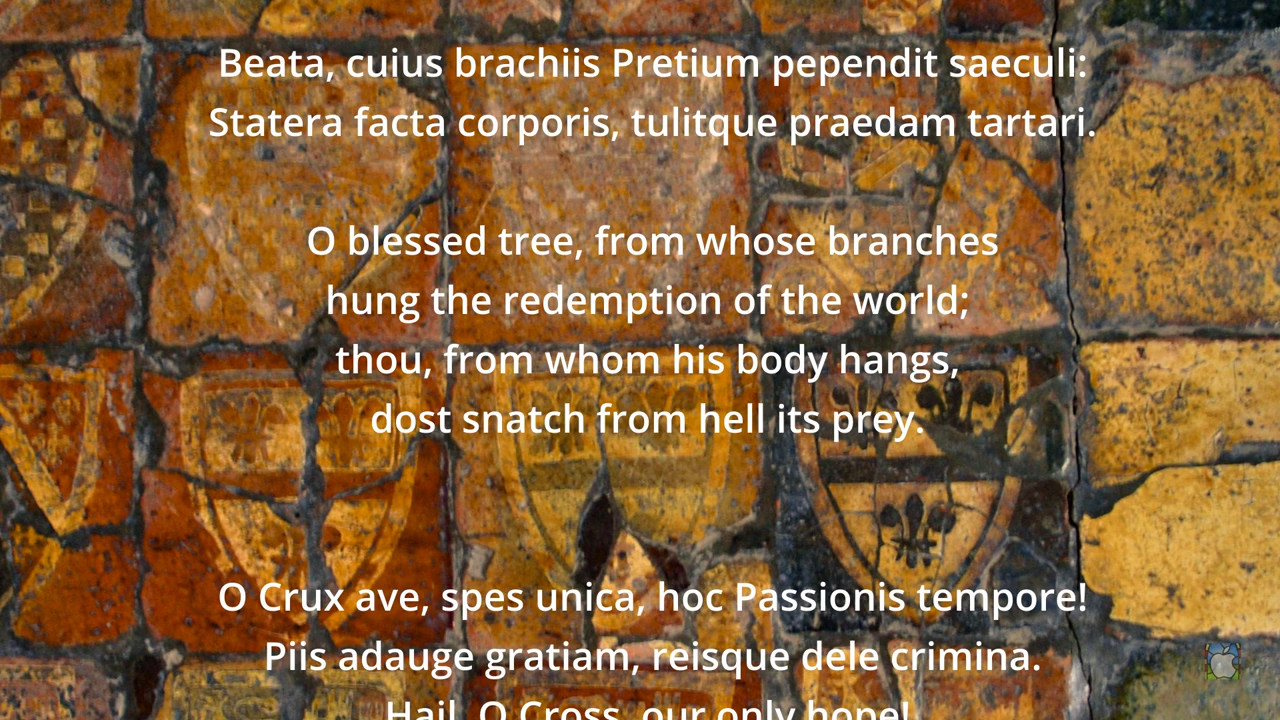 Beata, cuius brachiis Pretium pependit saeculi:
Statera facta corporis, tulitque praedam tartari.
O blessed tree, from whose branches
hung the redemption of the world;
thou, from whom his body hangs,
dost snatch from hell its prey.
O Crux ave, spes unica, hoc Passionis tempore!
Piis adauge gratiam, reisque dele crimina.
Hail, O Cross, our only hope!